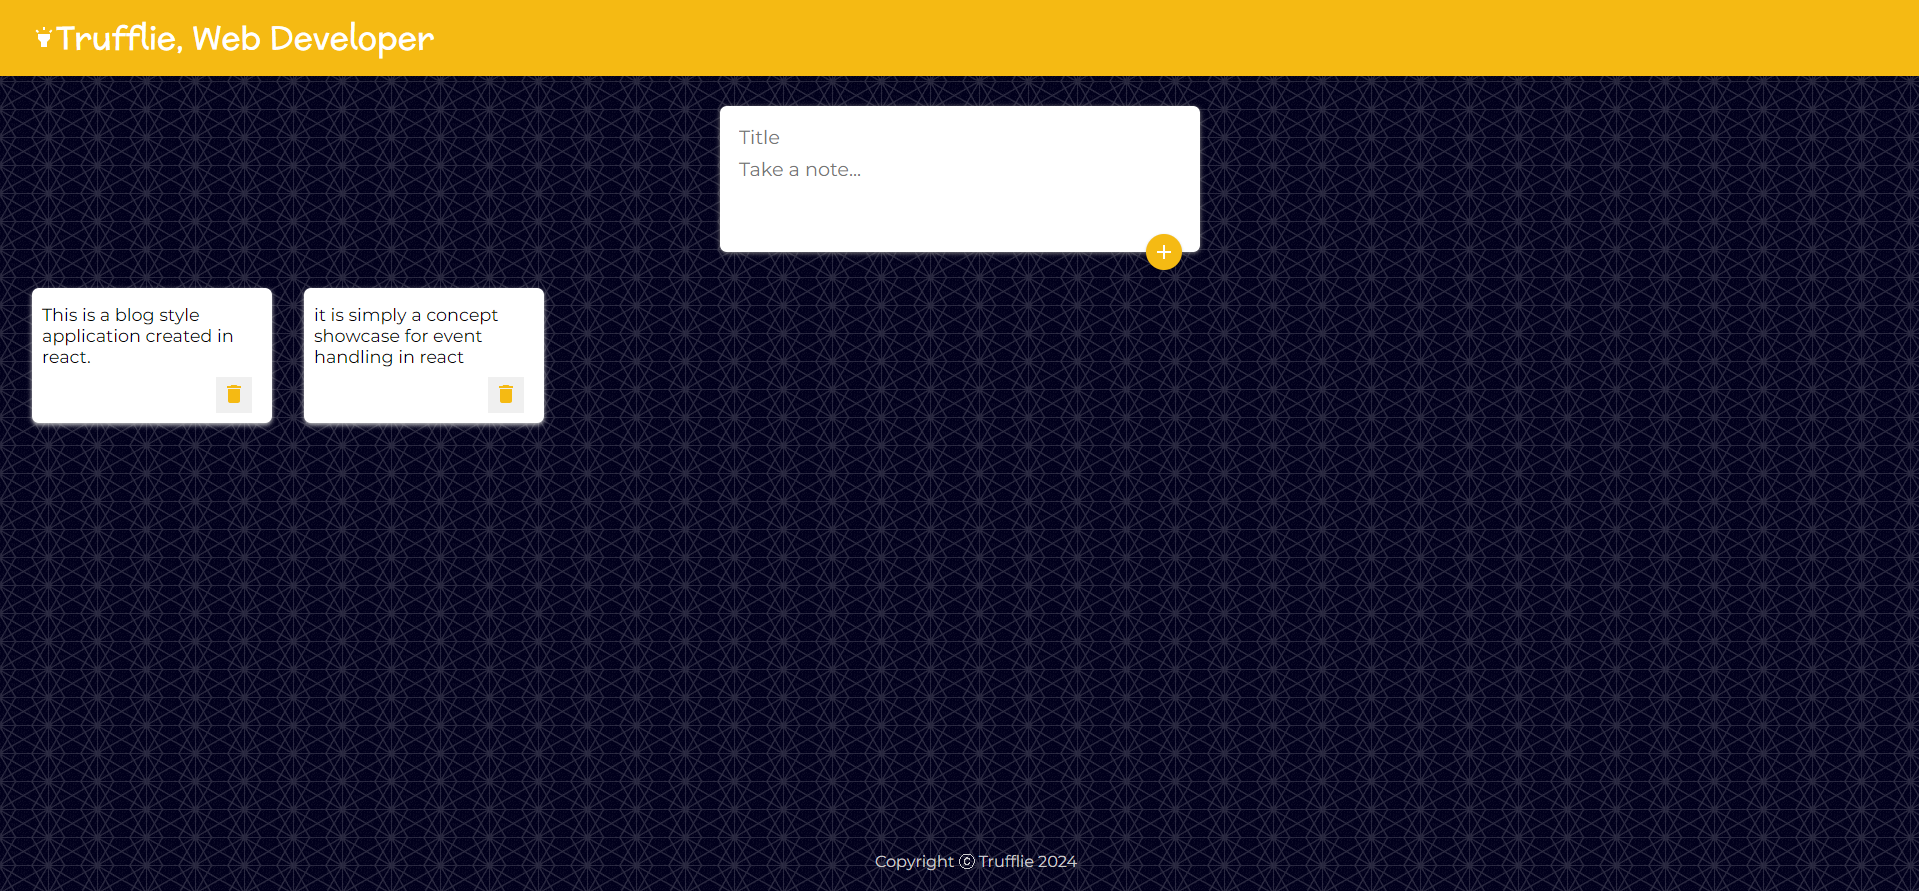 Trufflie, Web Developer
Title
Take a note...
This is a blog style
application created in
react.
it is simply a concept
showcase for event
handling in react
Copyright ⓒ Trufflie 2024